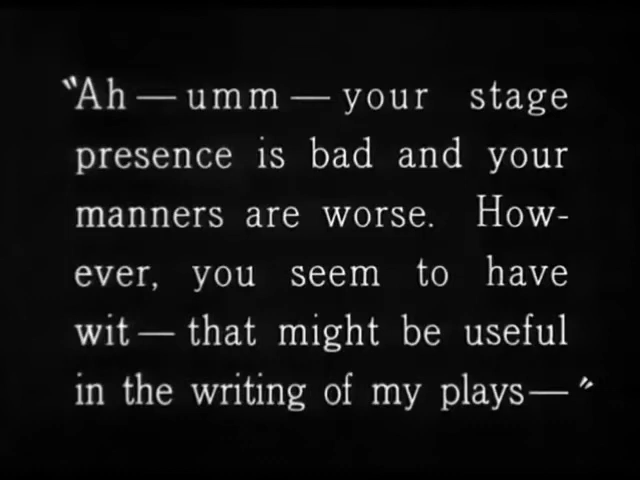 "Ah — umm — your stage
presence is bad and your
manners are worse. How-
ever, you seem to have
wit — that might be useful
in the writing of my plays — "